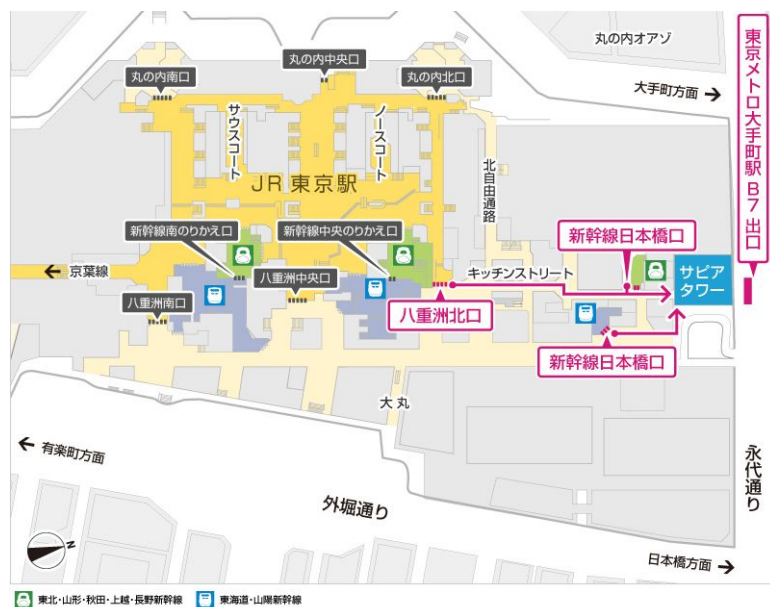 丸の内オアゾ
丸の内中央口
丸の内南口
丸の内北口
大手町方面
東京メトロ大手町駅B7出口
サウスコート
ノースコート
JR 東京駅
北自由通路
新幹線南のりかえ口
新幹線中央のりかえ口
新幹線日本橋口
京葉線
八重洲中央口
キッチンストリート
サピア
タワー
八重洲南口
八重洲北口
新幹線日本橋口
大丸
有楽町方面
外堀通り
永代通り
N
日本橋方面
東北・山形・秋田・上越・長野新幹線
東海道・山陽新幹線